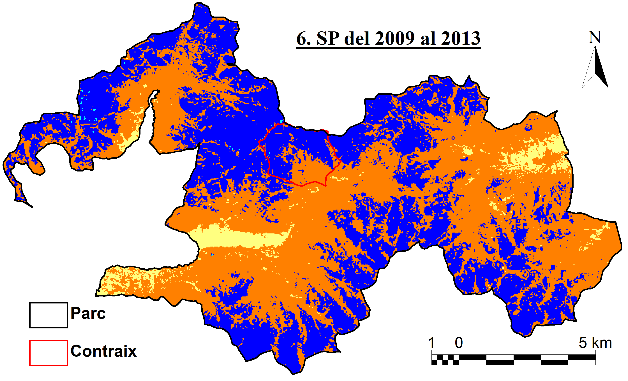 6. SP del 2009 al 2013
N
Parc
Contraix
1 0 5 km